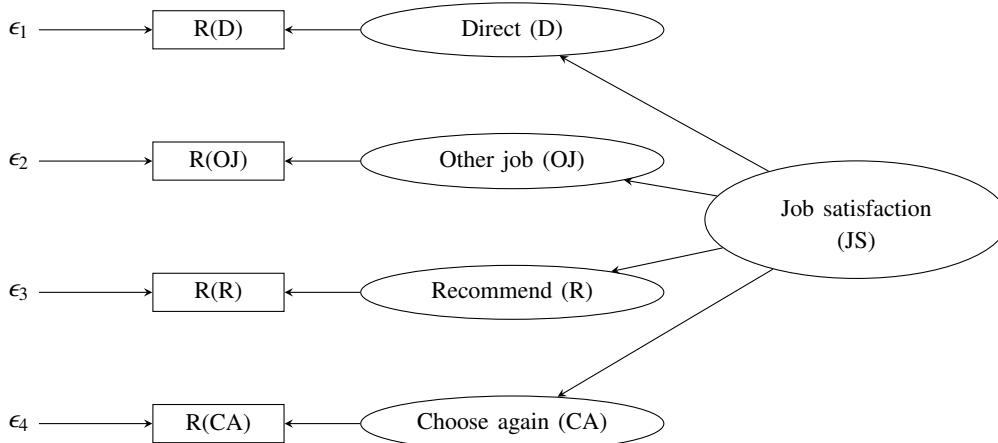 ϵ1 R(D) Direct (D)
ϵ2 R(OJ) Other job (OJ)
Job satisfaction
(JS)
ϵ3 R(R) Recommend (R)
ϵ4 R(CA) Choose again (CA)